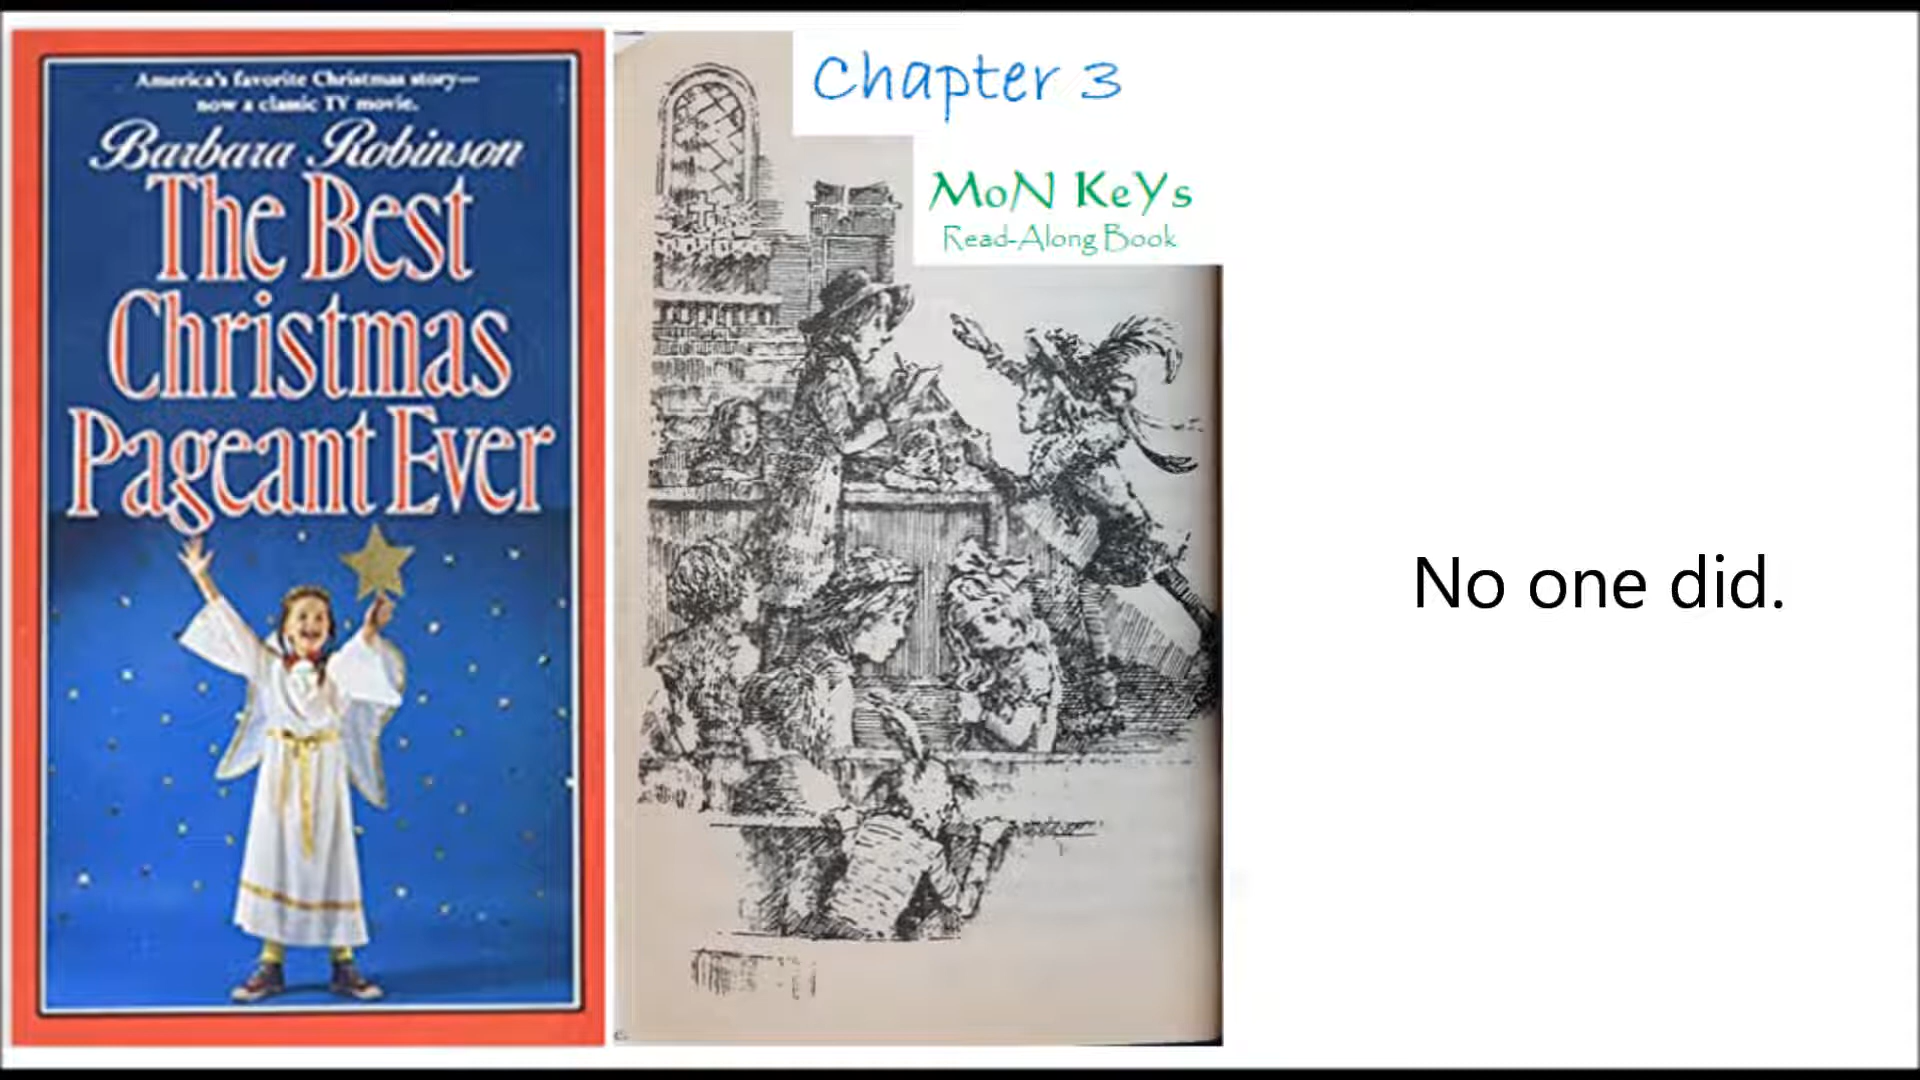 America's favorite Christmas story—
now a classic TV movie.
Barbara Robinson
The Best
Christmas
Pageant Ever
Chapter 3
MoN KeYs
Read-Along Book
No one did.